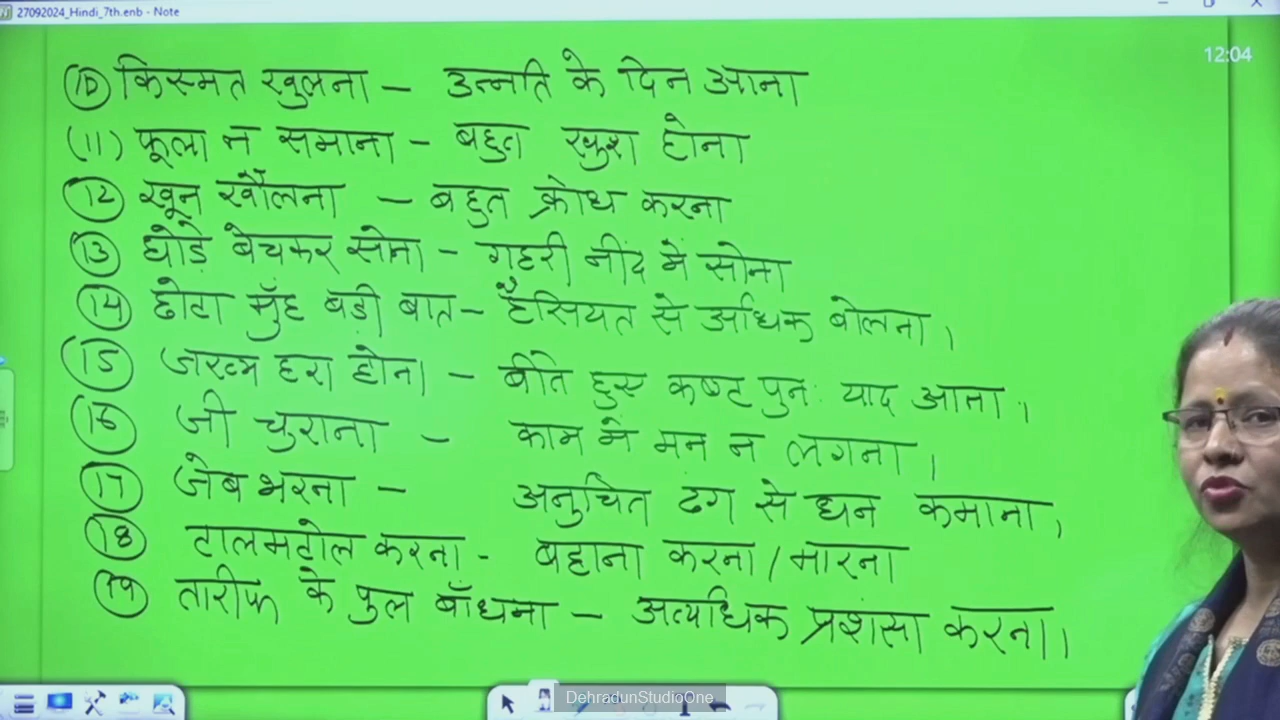 27092024_Hindi_7th.enb - Note
12:04
(10) किस्मत खुलना - उन्नति के दिन आना
(11) फूला न समाना - बहुत खुश होना
(12) खून खौलना - बहुत क्रोध करना
(13) घोड़े बेचकर सोना - गहरी नींद में सोना
(14) छोटा मुँह बड़ी बात - हैसियत से अधिक बोलना।
(15) जख्म हरा होना - बीते हुए कष्ट पुनः याद आना।
(16) जी चुराना - काम में मन न लगना।
(17) जेब भरना - अनुचित ढग से धन कमाना,
(18) टालमटोल करना - बहाना करना/मारना
(19) तारीफ के पुल बाँधना - अत्यधिक प्रशंसा करना।
DehradunStudioOne